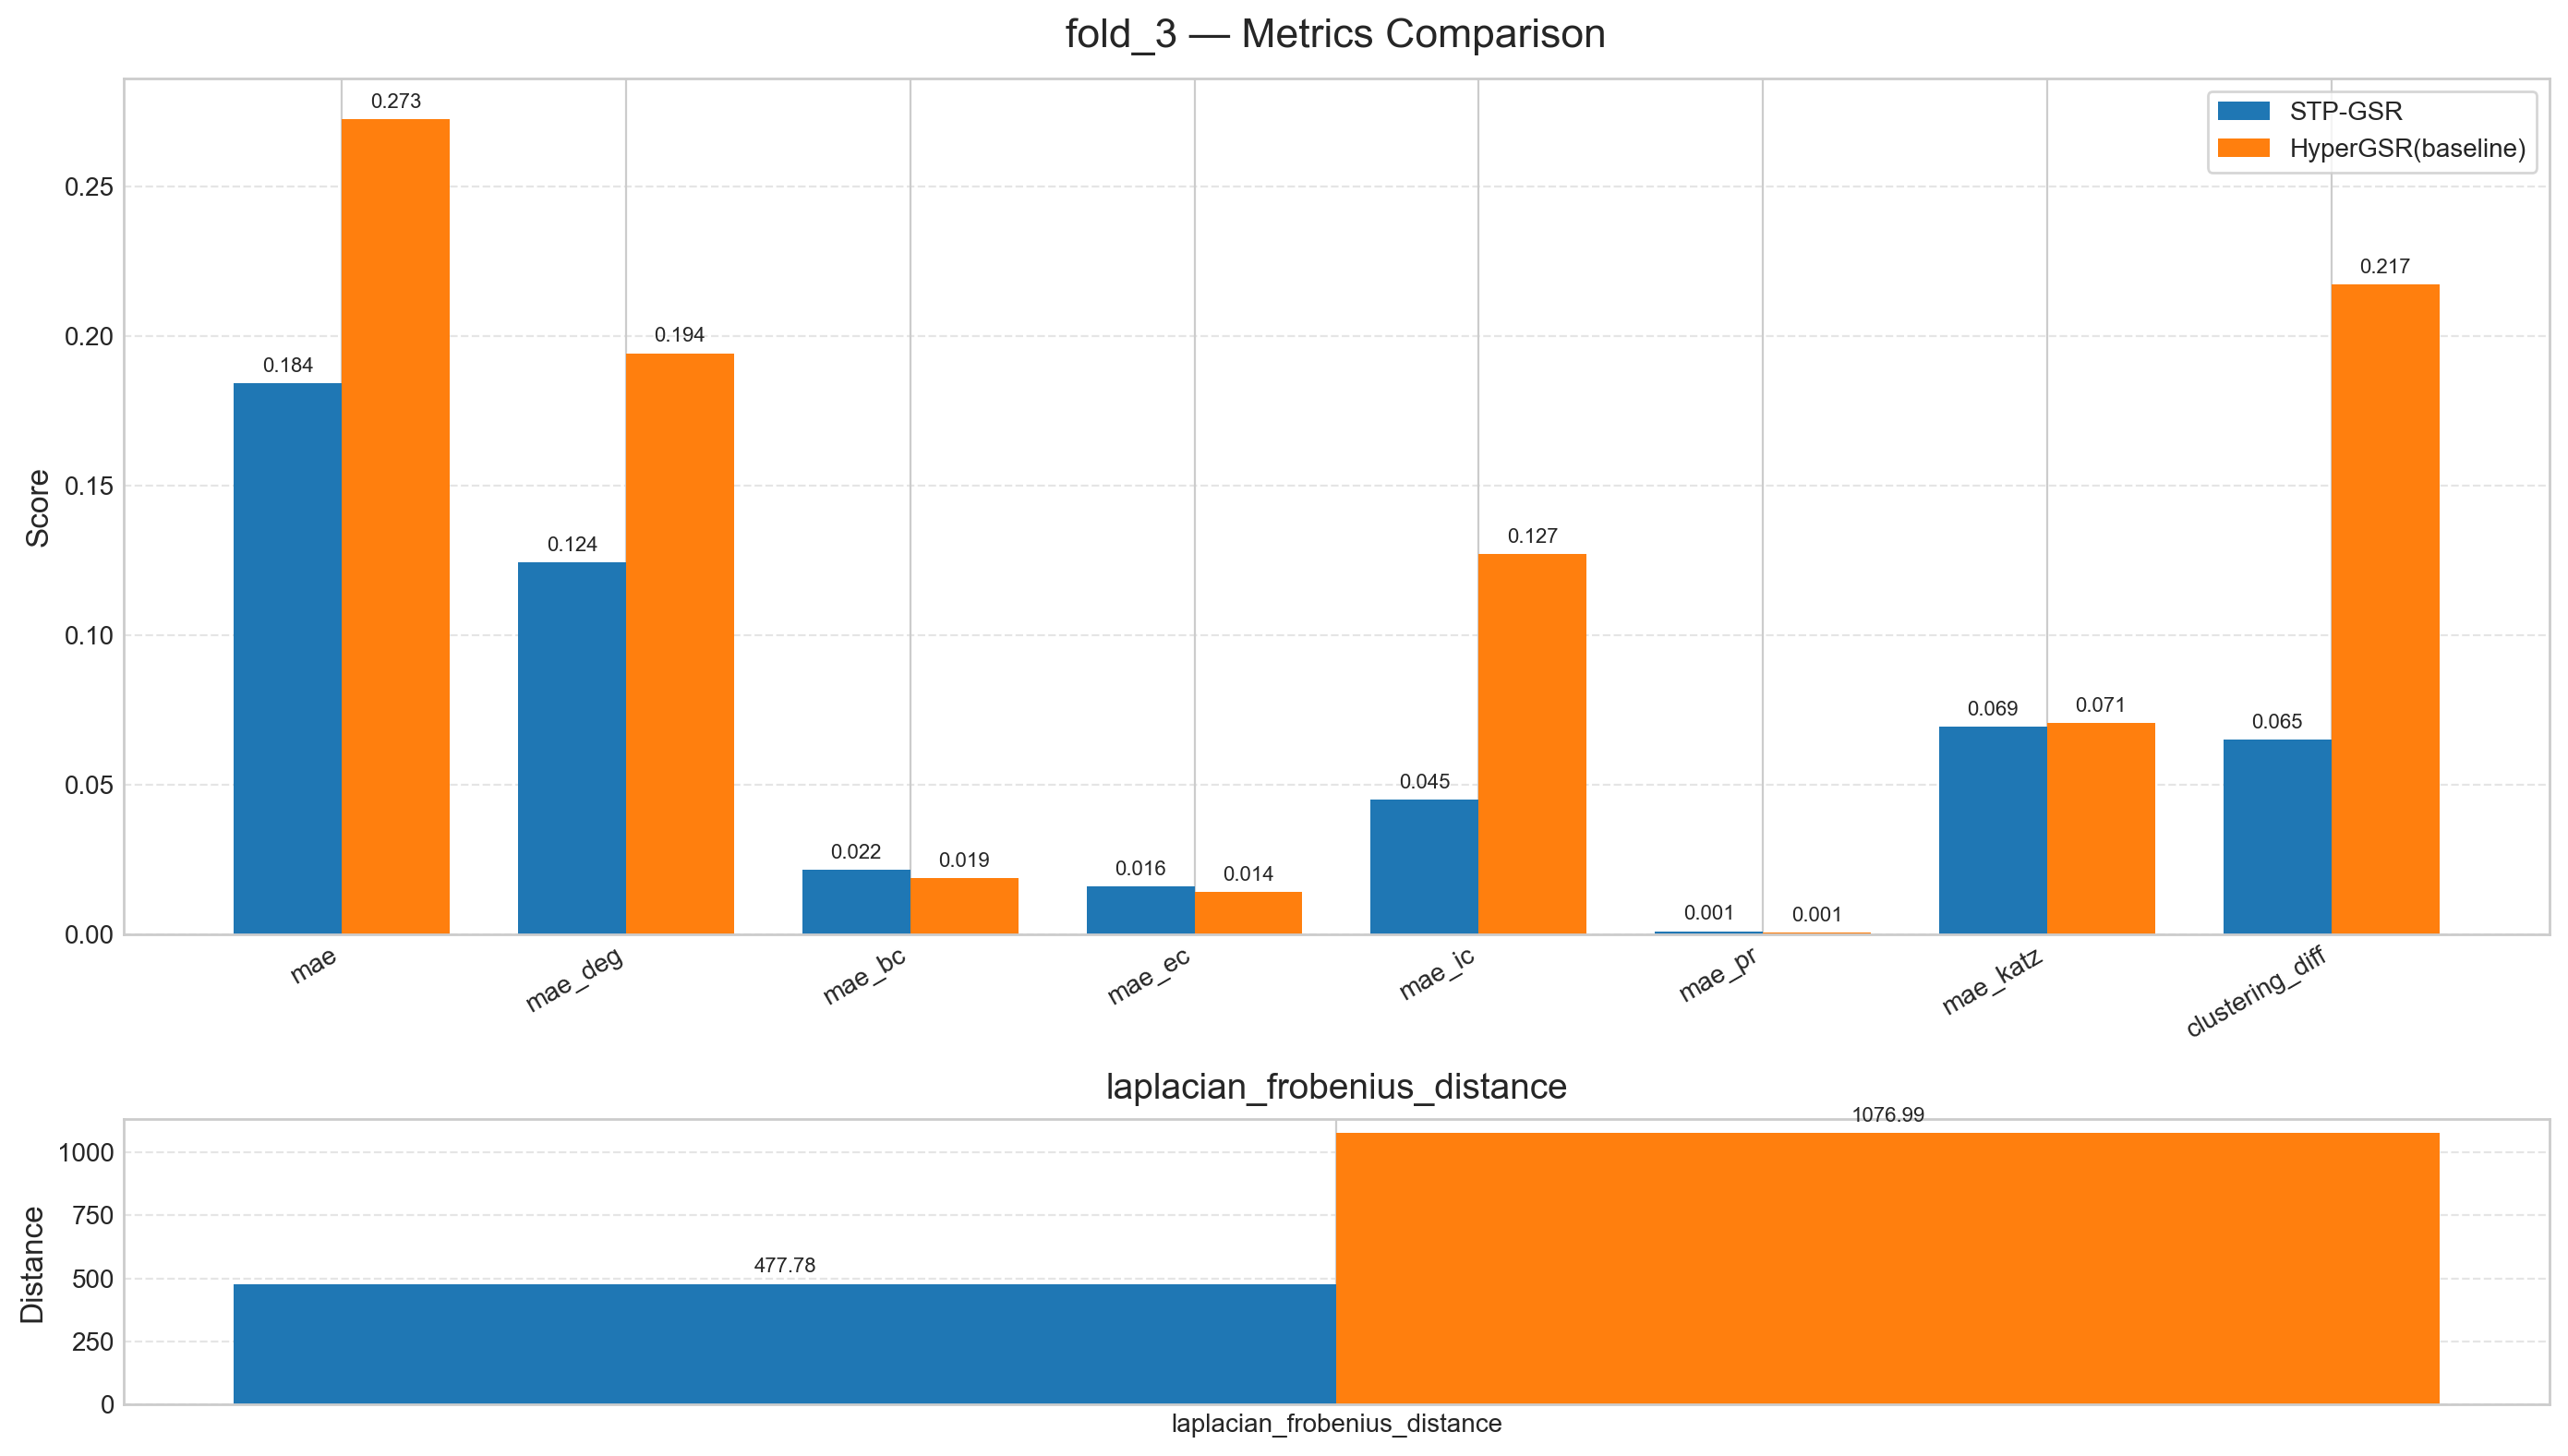 fold_3 — Metrics Comparison
STP-GSR
HyperGSR(baseline)
Score
0.25
0.20
0.15
0.10
0.05
0.00
0.184
0.273
0.124
0.194
0.022
0.019
0.016
0.014
0.045
0.127
0.001
0.001
0.069
0.071
0.065
0.217
mae
mae_deg
mae_bc
mae_ec
mae_ic
mae_pr
mae_katz
clustering_diff
laplacian_frobenius_distance
Distance
1000
750
500
250
0
477.78
1076.99
laplacian_frobenius_distance